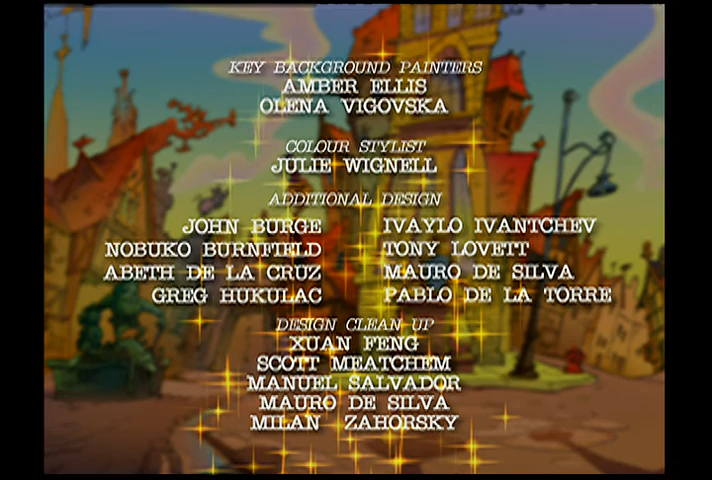 KEY BACKGROUND PAINTERS
AMBER ELLIS
OLENA VIGOVSKA
COLOUR STYLIST
JULIE WIGNELL
ADDITIONAL DESIGN
JOHN BURGE IVAYLO IVANTCHEV
NOBUKO BURNFIELD TONY LOVETT
ABETH DE LA CRUZ MAURO DE SILVA
GREG HUKULAC PABLO DE LA TORRE
DESIGN CLEAN UP
XUAN FENG
SCOTT MEATCHEM
MANUEL SALVADOR
MAURO DE SILVA
MILAN ZAHORSKY